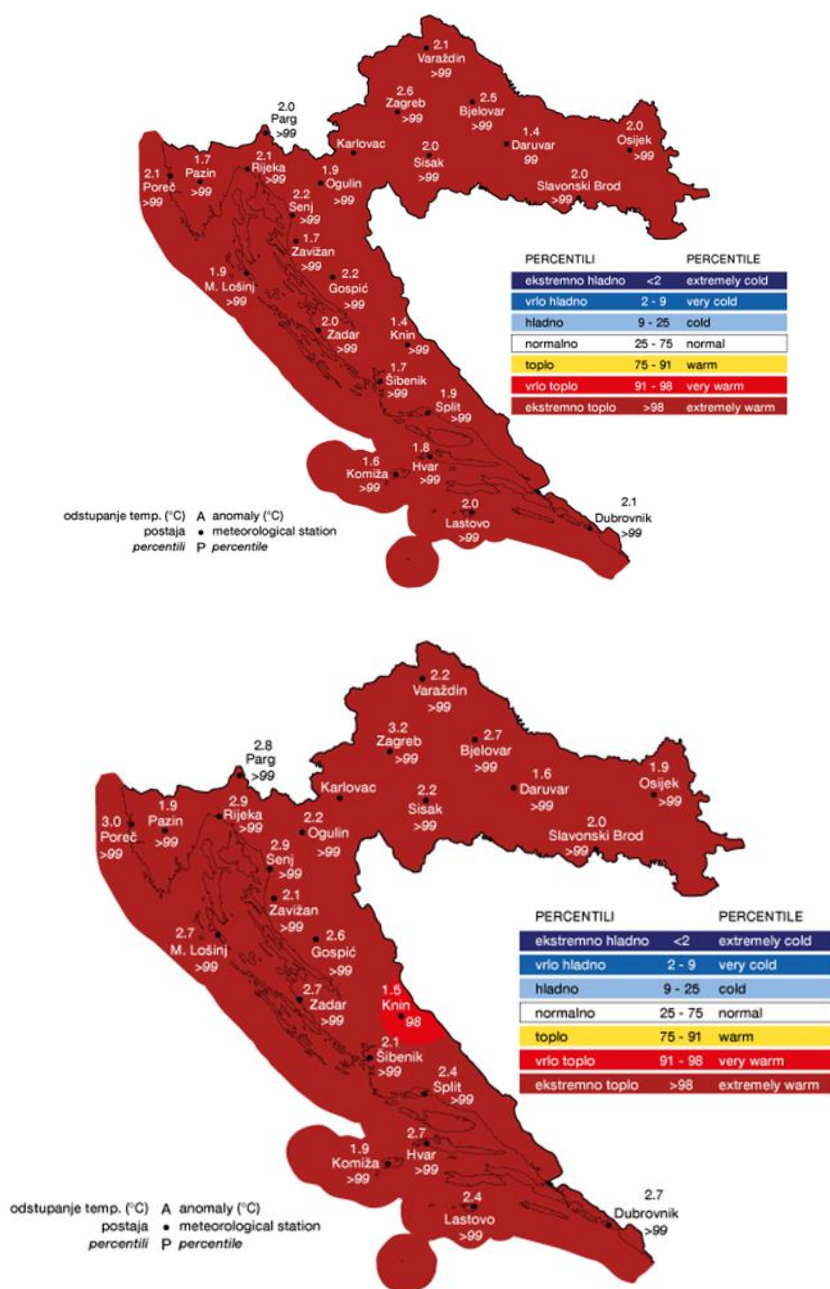 2.1
Varaždin
>99
2.6
Zagreb
>99
2.5
Bjelovar
>99
2.0
Parg
>99
Karlovac
2.0
Sisak
>99
1.4
Daruvar
99
2.0
Osijek
>99
2.1
Poreč
>99
1.7
Pazin
>99
2.1
Rijeka
>99
1.9
Ogulin
>99
2.0
Slavonski Brod
>99
2.2
Senj
>99
1.7
Zavižan
>99
1.9
M. Lošinj
>99
2.2
Gospić
>99
2.0
Zadar
>99
1.4
Knin
>99
1.7
Šibenik
>99
1.9
Split
>99
1.8
Hvar
>99
1.6
Komiža
>99
2.0
Lastovo
>99
2.1
Dubrovnik
>99
PERCENTILI PERCENTILE
ekstremno hladno <2 extremely cold
vrlo hladno 2 - 9 very cold
hladno 9 - 25 cold
normalno 25 - 75 normal
toplo 75 - 91 warm
vrlo toplo 91 - 98 very warm
ekstremno toplo >98 extremely warm
odstupanje temp. (°C) A anomaly (°C)
postaja • meteorological station
percentili P percentile
2.2
Varaždin
>99
3.2
Zagreb
>99
2.7
Bjelovar
>99
2.8
Parg
>99
Karlovac
2.2
Sisak
>99
1.6
Daruvar
>99
1.9
Osijek
>99
3.0
Poreč
>99
1.9
Pazin
>99
2.9
Rijeka
>99
2.2
Ogulin
>99
2.0
Slavonski Brod
>99
2.9
Senj
>99
2.1
Zavižan
>99
2.7
M. Lošinj
>99
2.6
Gospić
>99
2.7
Zadar
>99
1.5
Knin
98
2.1
Šibenik
>99
2.4
Split
>99
2.7
Hvar
>99
1.9
Komiža
>99
2.4
Lastovo
>99
2.7
Dubrovnik
>99
PERCENTILI PERCENTILE
ekstremno hladno <2 extremely cold
vrlo hladno 2 - 9 very cold
hladno 9 - 25 cold
normalno 25 - 75 normal
toplo 75 - 91 warm
vrlo toplo 91 - 98 very warm
ekstremno toplo >98 extremely warm
odstupanje temp. (°C) A anomaly (°C)
postaja • meteorological station
percentili P percentile